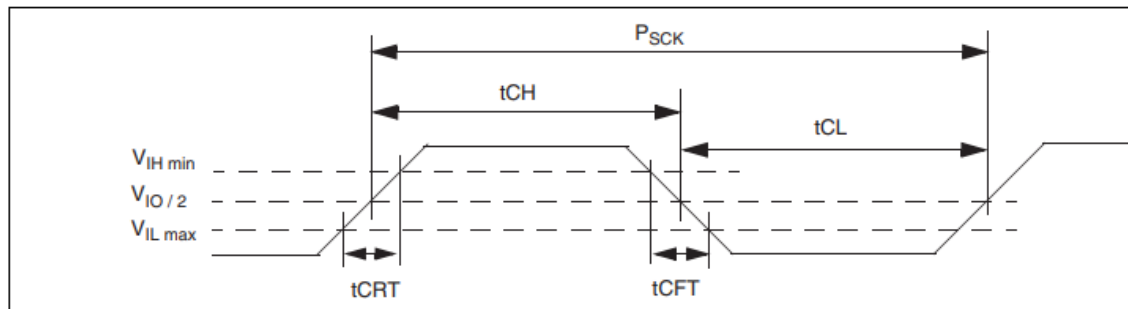 PSCK
tCH
tCL
VIH min
VIO / 2
VIL max
tCRT
tCFT